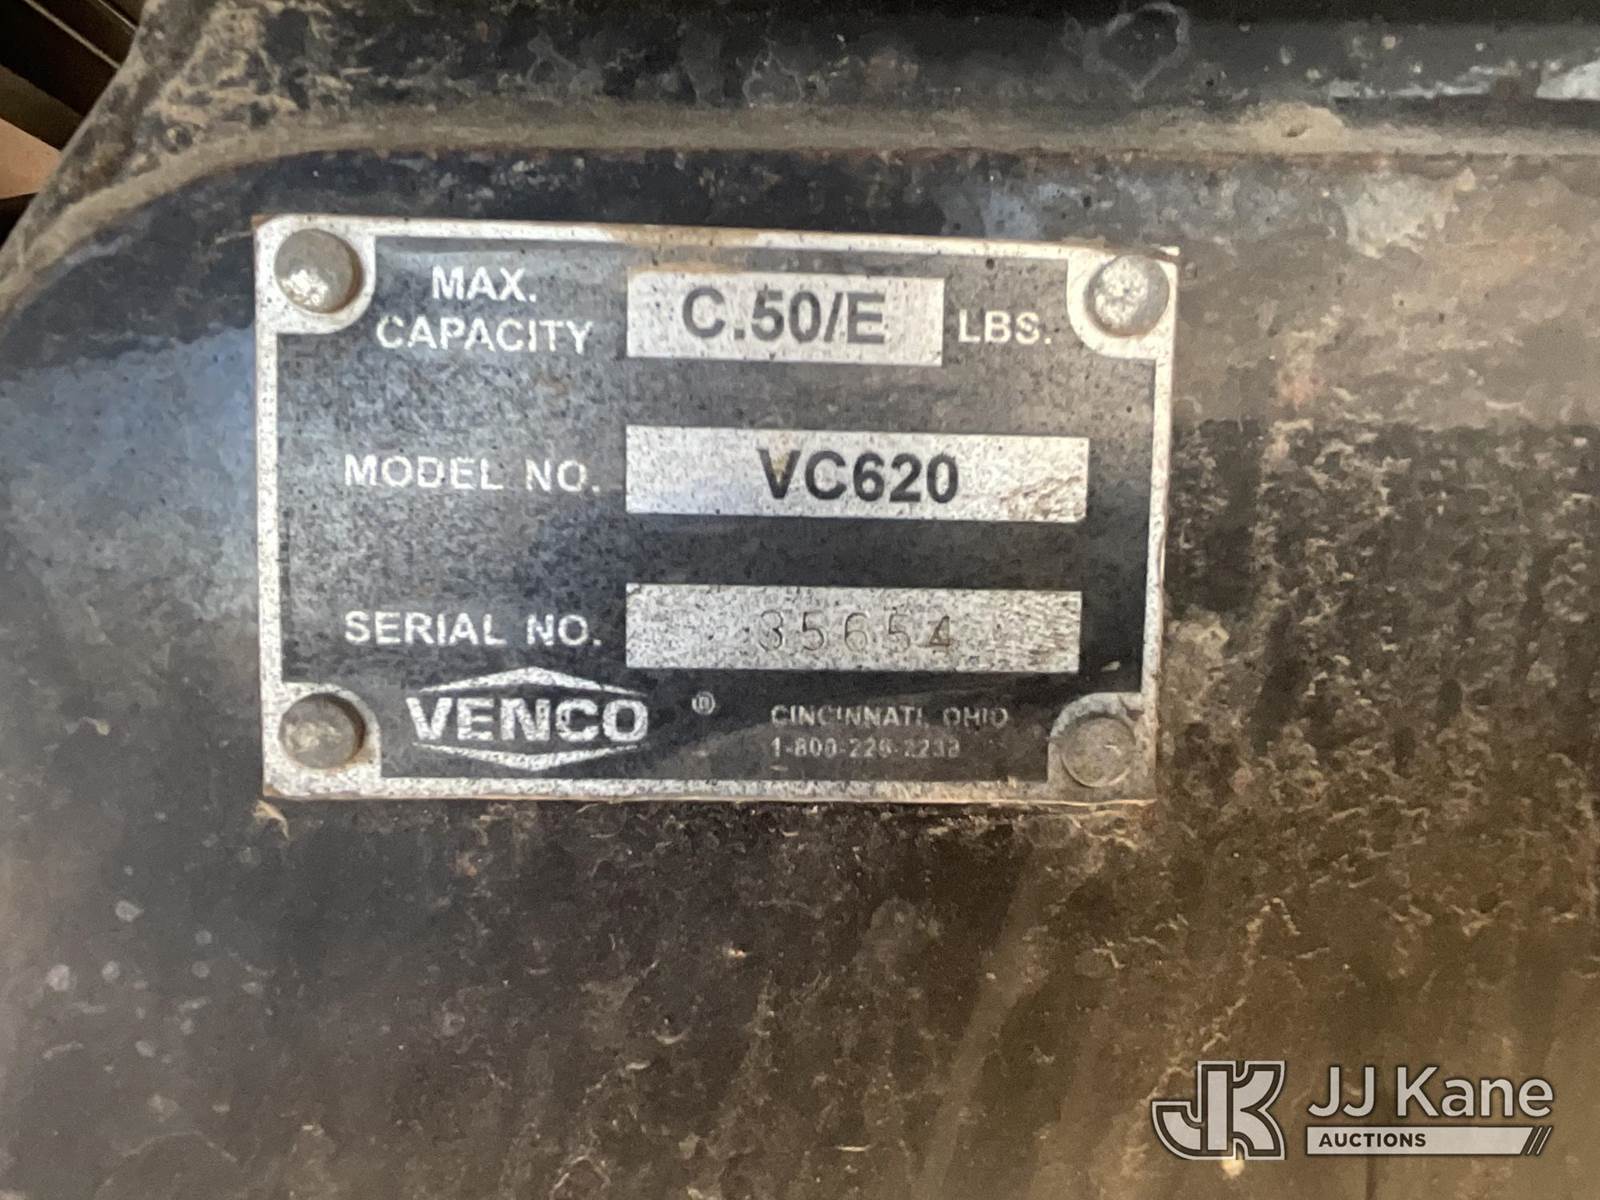 MAX. CAPACITY C.50/E LBS.
MODEL NO. VC620
SERIAL NO. 35654
VENCO ® CINCINNATI, OHIO
JJ Kane
AUCTIONS